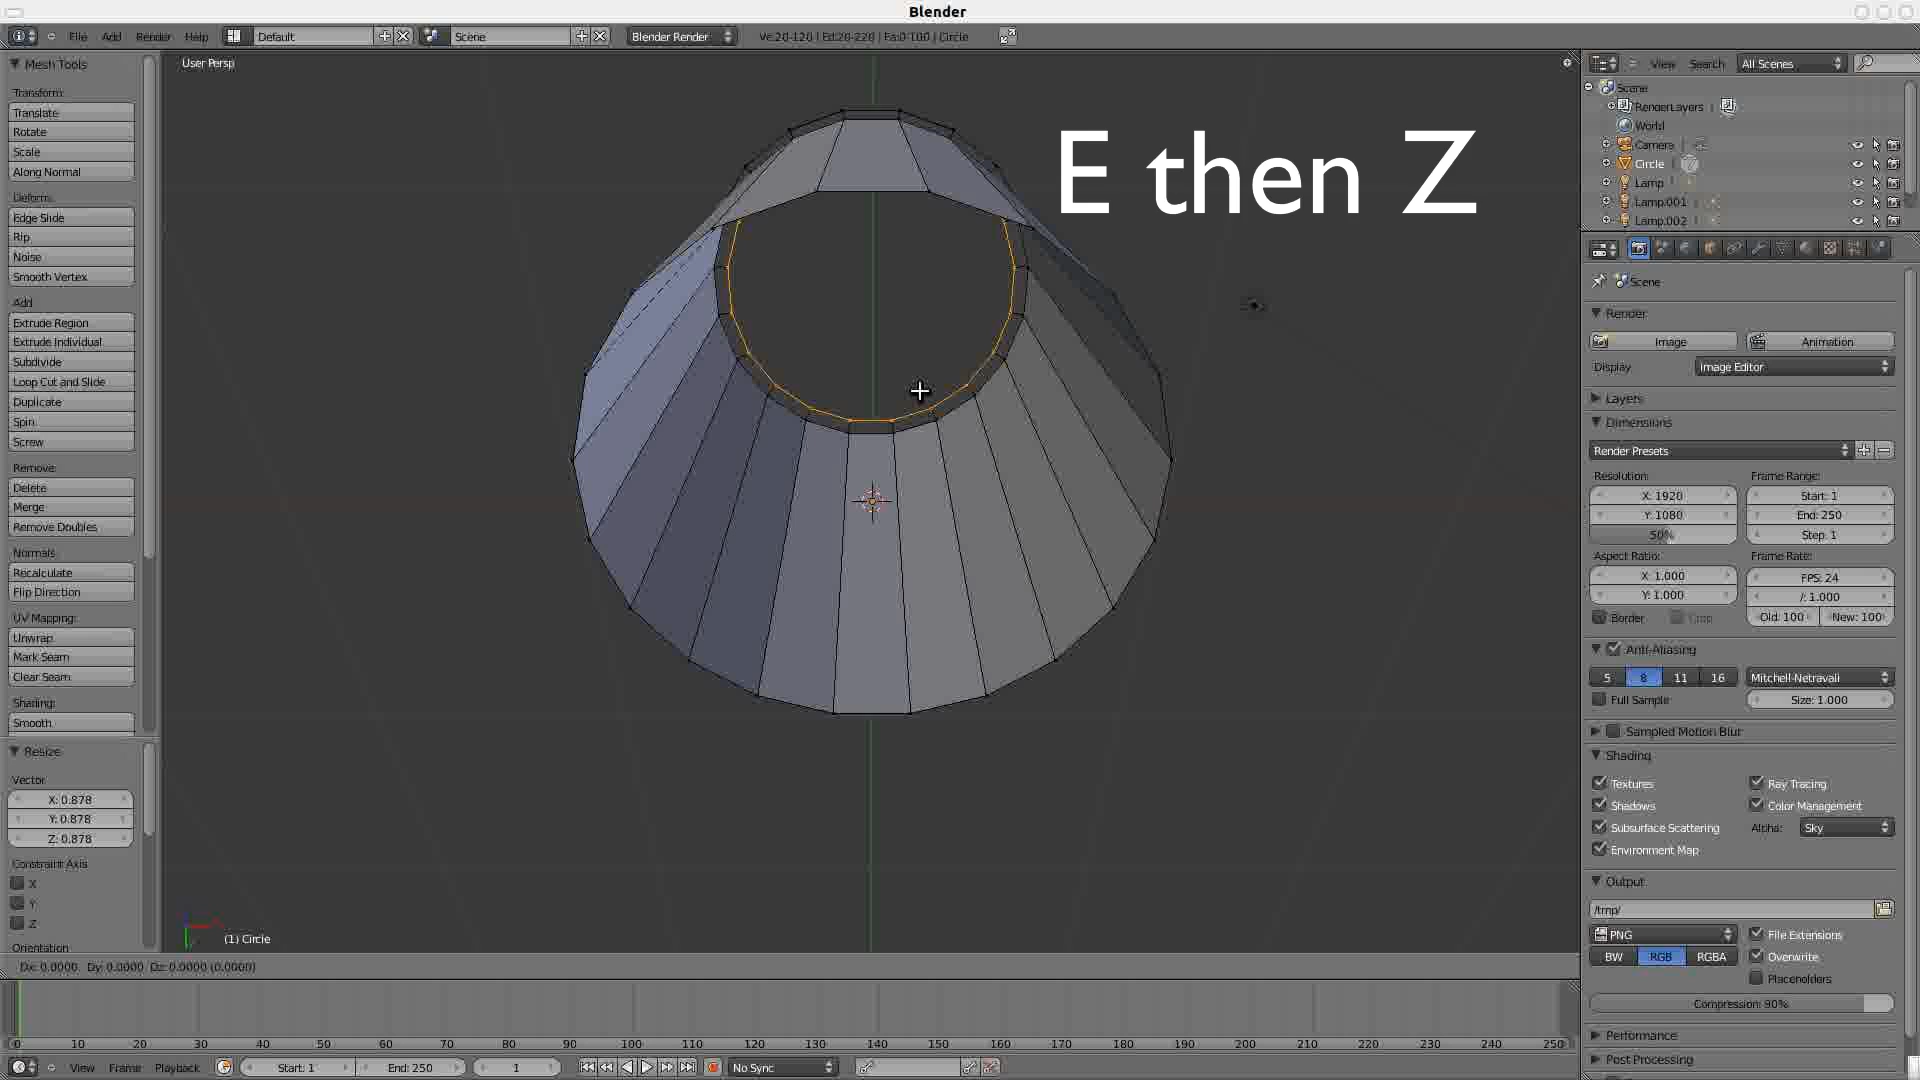 Blender
File Add Render Help Default Scene Blender Render Ve:20-120 | Ed:20-220 | Fa:0-100 | Circle
Mesh Tools
Transform:
Translate
Rotate
Scale
Along Normal
Deform:
Edge Slide
Rip
Noise
Smooth Vertex
Add:
Extrude Region
Extrude Individual
Subdivide
Loop Cut and Slide
Duplicate
Spin
Screw
Remove:
Delete
Merge
Remove Doubles
Normals:
Recalculate
Flip Direction
UV Mapping:
Unwrap
Mark Seam
Clear Seam
Shading:
Smooth
Resize
Vector
X: 0.878
Y: 0.878
Z: 0.878
Constraint Axis
X
Y
Z
Orientation
User Persp
E then Z
(1) Circle
Dx: 0.0000 Dy: 0.0000 Dz: 0.0000 (0.0000)
0 10 20 30 40 50 60 70 80 90 100 110 120 130 140 150 160 170 180 190 200 210 220 230 240 250
View Frame Playback Start: 1 End: 250 1 No Sync
View Search All Scenes
Scene
RenderLayers
World
Camera
Circle
Lamp
Lamp.001
Lamp.002
Scene
Render
Image Animation
Display: Image Editor
Layers
Dimensions
Render Presets
Resolution: Frame Range:
X: 1920 Start: 1
Y: 1080 End: 250
50% Step: 1
Aspect Ratio: Frame Rate:
X: 1.000 FPS: 24
Y: 1.000 /: 1.000
Border Crop Old: 100 New: 100
Anti-Aliasing
5 8 11 16 Mitchell-Netravali
Full Sample Size: 1.000
Sampled Motion Blur
Shading
Textures Ray Tracing
Shadows Color Management
Subsurface Scattering Alpha: Sky
Environment Map
Output
/tmp/
PNG File Extensions
BW RGB RGBA Overwrite
Placeholders
Compression: 90%
Performance
Post Processing